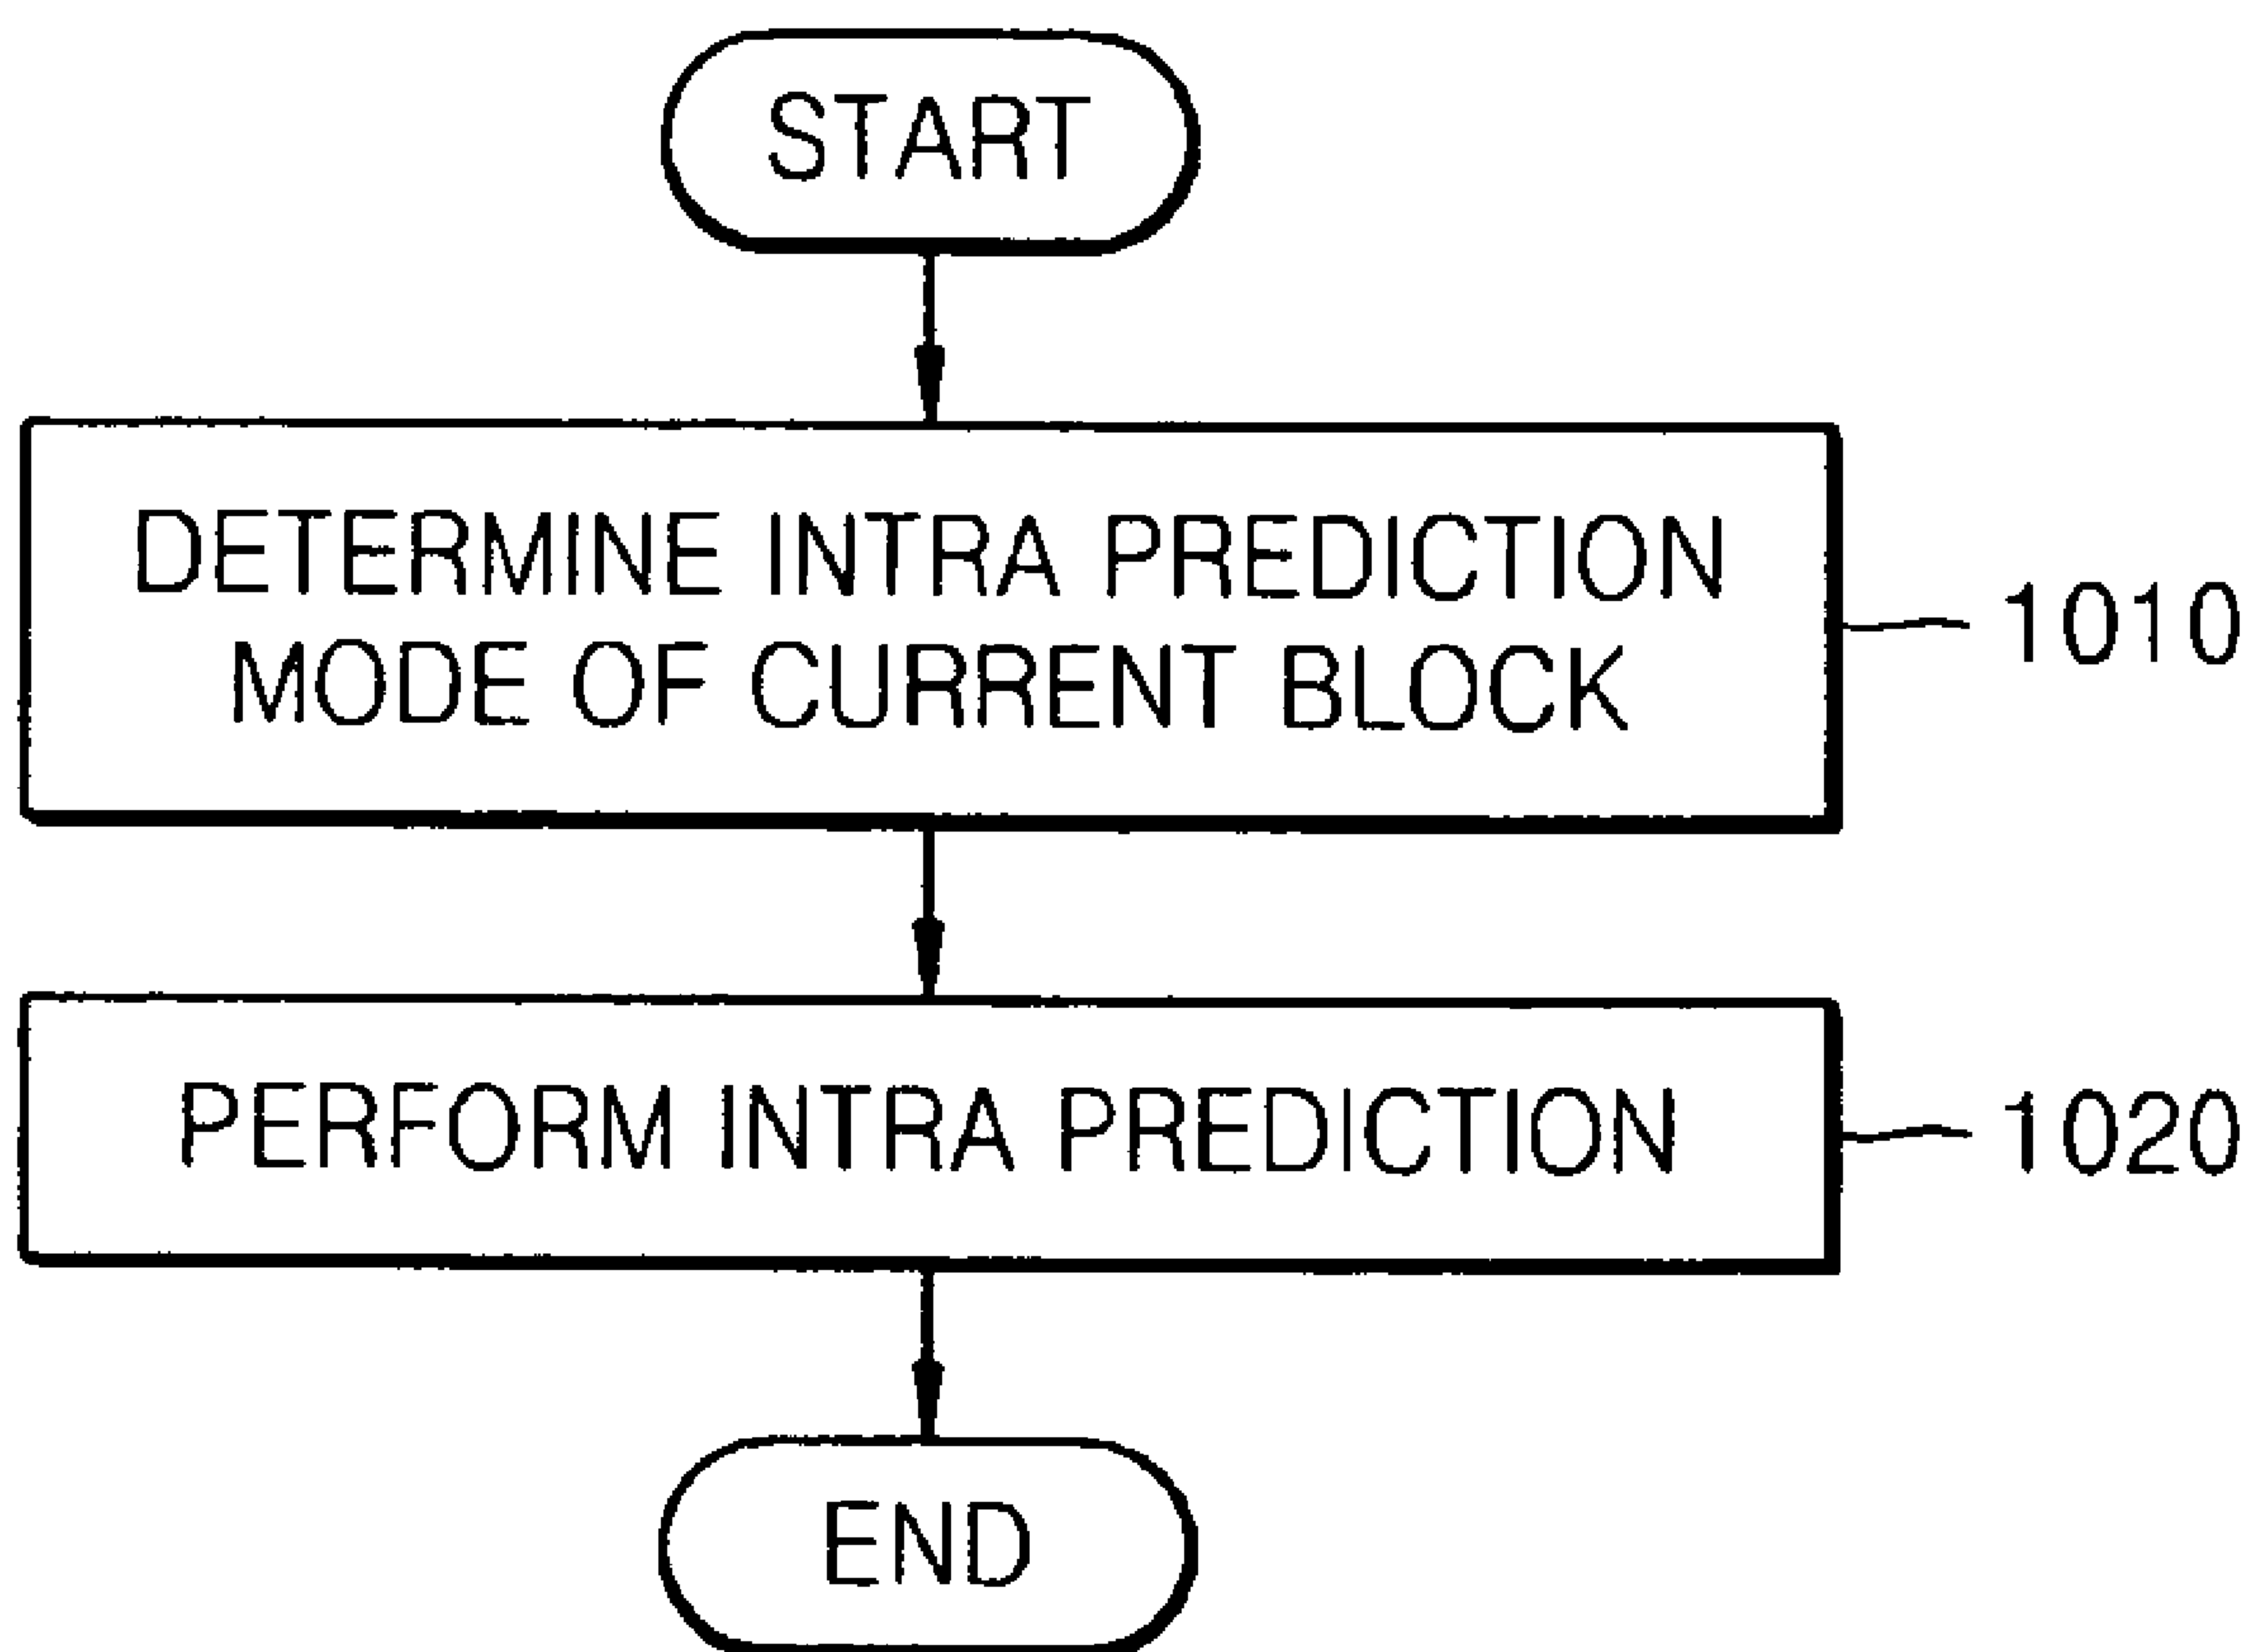 START
DETERMINE INTRA PREDICTION
MODE OF CURRENT BLOCK
1010
PERFORM INTRA PREDICTION
1020
END